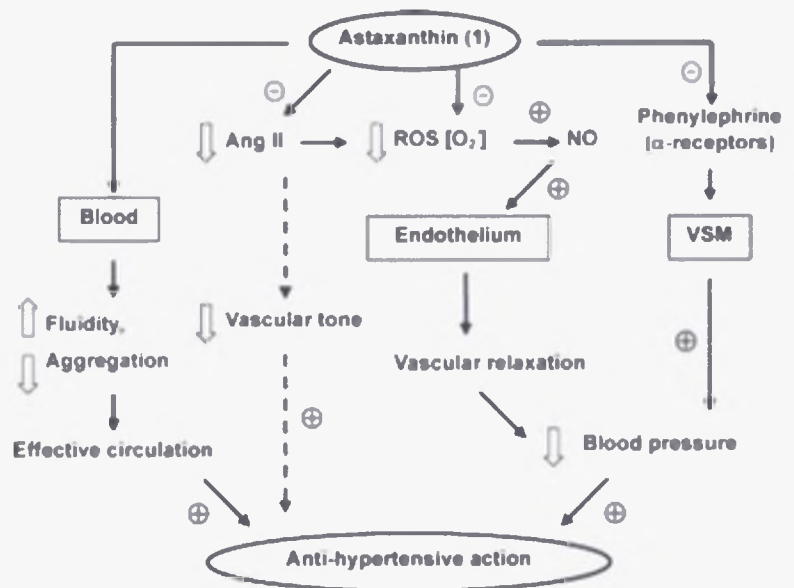 Astaxanthin (1)
⊖
⊖
⊖
Ang II
ROS [O₂]
⊕
NO
Phenylephrine
(α-receptors)
⊕
Blood
Endothelium
VSM
Fluidity,
Aggregation
Vascular tone
Vascular relaxation
⊕
Effective circulation
⊕
Blood pressure
⊕
⊕
Anti-hypertensive action